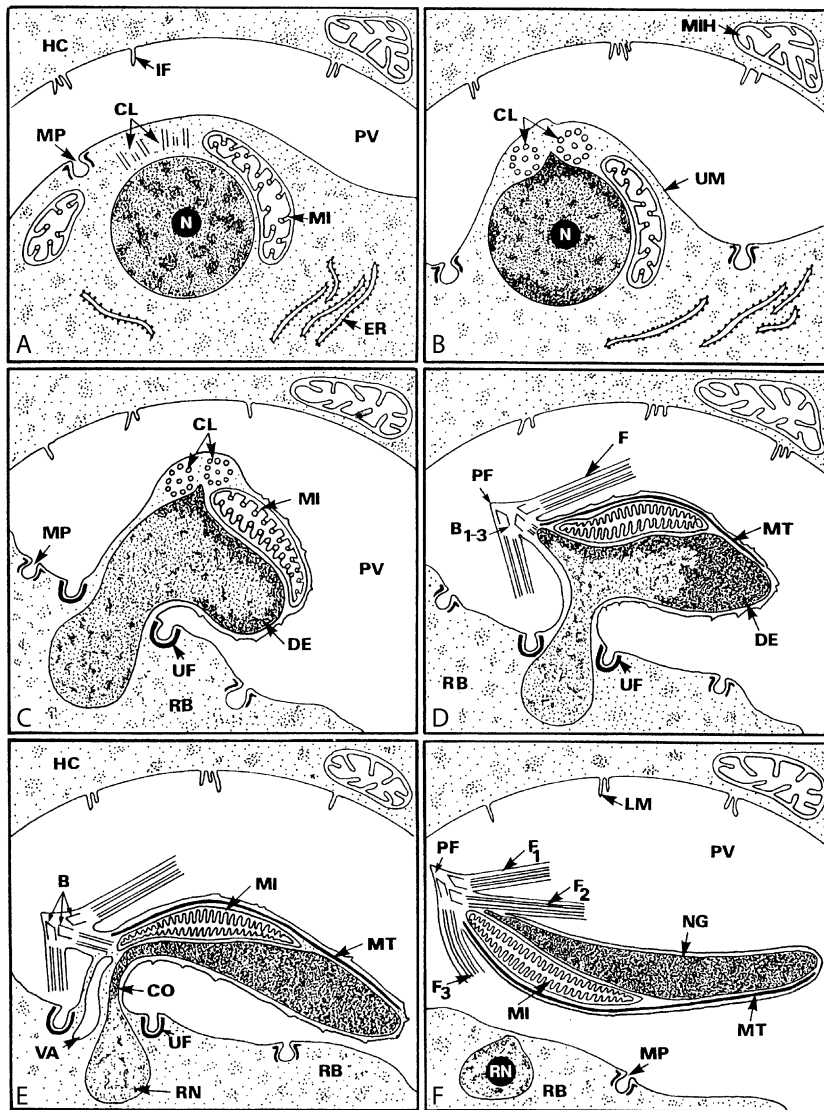 HC
IF
CL
MP
PV
N
MI
ER
A
MIH
CL
UM
N
B
CL
MI
MP
PV
DE
UF
RB
C
F
PF
B1-3
MT
DE
RB
UF
D
HC
B
MI
MT
CO
UF
VA
RB
RN
E
LM
PV
PF
F1
F2
NG
F3
MI
MT
MP
RN
RB
F